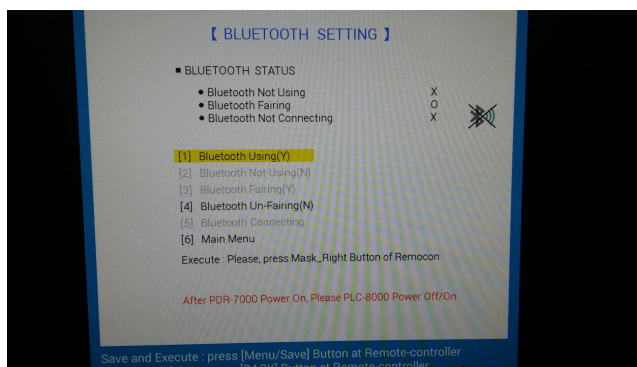 【 BLUETOOTH SETTING 】
■ BLUETOOTH STATUS
● Bluetooth Not Using X
● Bluetooth Fairing O
● Bluetooth Not Connecting X
[1] Bluetooth Using(Y)
[2] Bluetooth Not Using(N)
[3] Bluetooth Fairing(Y)
[4] Bluetooth Un-Fairing(N)
[5] Bluetooth Connecting
[6] Main Menu
Execute : Please, press Mask_Right Button of Remocon
After PDR-7000 Power On, Please PLC-8000 Power Off/On
Save and Execute : press [Menu/Save] Button at Remote-controller
[BACK] Button at Remote-controller